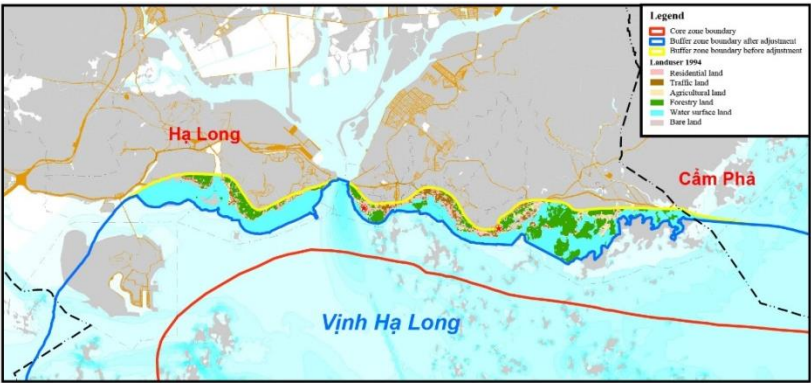 Legend
Core zone boundary
Buffer zone boundary after adjustment
Buffer zone boundary before adjustment
Landuser 1994
Residential land
Traffic land
Agricultural land
Forestry land
Water surface land
Bare land
Hạ Long
Cẩm Phả
Vịnh Hạ Long